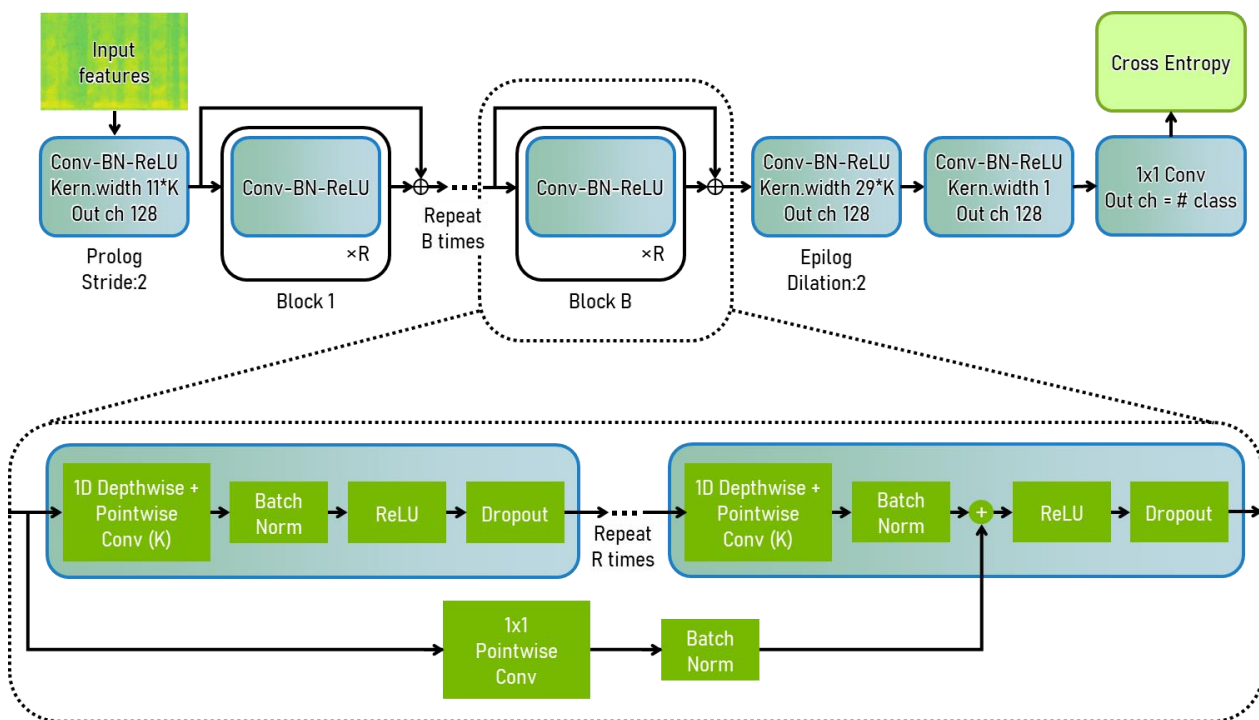 Input
features
Cross Entropy
Conv-BN-ReLU
Kern.width 11*K
Out ch 128
Conv-BN-ReLU
×R
Repeat
B times
Conv-BN-ReLU
×R
Conv-BN-ReLU
Kern.width 29*K
Out ch 128
Conv-BN-ReLU
Kern.width 1
Out ch 128
1x1 Conv
Out ch = # class
Prolog
Stride:2
Block 1
Block B
Epilog
Dilation:2
1D Depthwise +
Pointwise
Conv (K)
Batch
Norm
ReLU
Dropout
Repeat
R times
1D Depthwise +
Pointwise
Conv (K)
Batch
Norm
+
ReLU
Dropout
1x1
Pointwise
Conv
Batch
Norm